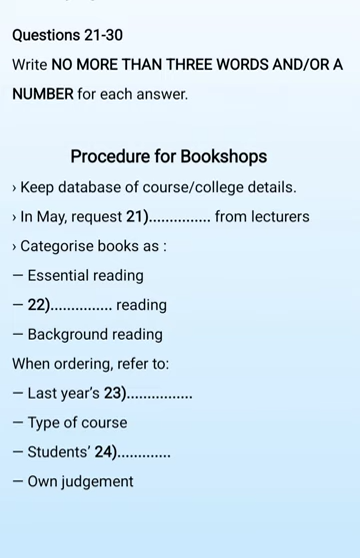 Questions 21-30
Write NO MORE THAN THREE WORDS AND/OR A
NUMBER for each answer.
Procedure for Bookshops
› Keep database of course/college details.
› In May, request 21)............... from lecturers
› Categorise books as :
— Essential reading
— 22)............... reading
— Background reading
When ordering, refer to:
— Last year's 23)................
— Type of course
— Students' 24).............
— Own judgement